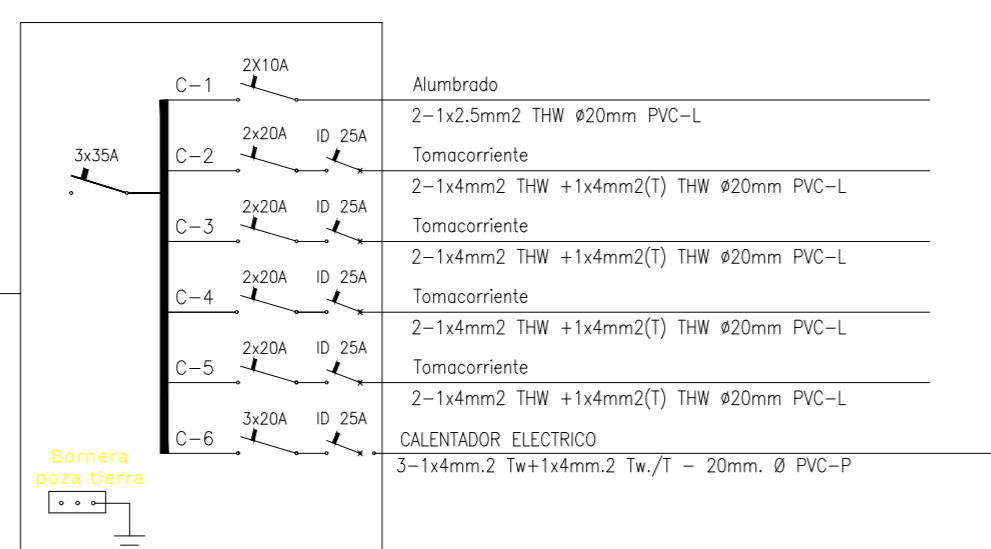 2X10A
C-1
Alumbrado
2-1x2.5mm2 THW ø20mm PVC-L
3x35A
2x20A
ID 25A
C-2
Tomacorriente
2-1x4mm2 THW +1x4mm2(T) THW ø20mm PVC-L
2x20A
ID 25A
C-3
Tomacorriente
2-1x4mm2 THW +1x4mm2(T) THW ø20mm PVC-L
2x20A
ID 25A
C-4
Tomacorriente
2-1x4mm2 THW +1x4mm2(T) THW ø20mm PVC-L
2x20A
ID 25A
C-5
Tomacorriente
2-1x4mm2 THW +1x4mm2(T) THW ø20mm PVC-L
3x20A
ID 25A
C-6
CALENTADOR ELECTRICO
3-1x4mm.2 Tw+1x4mm.2 Tw./T - 20mm. Ø PVC-P
Bornera
poza tierra